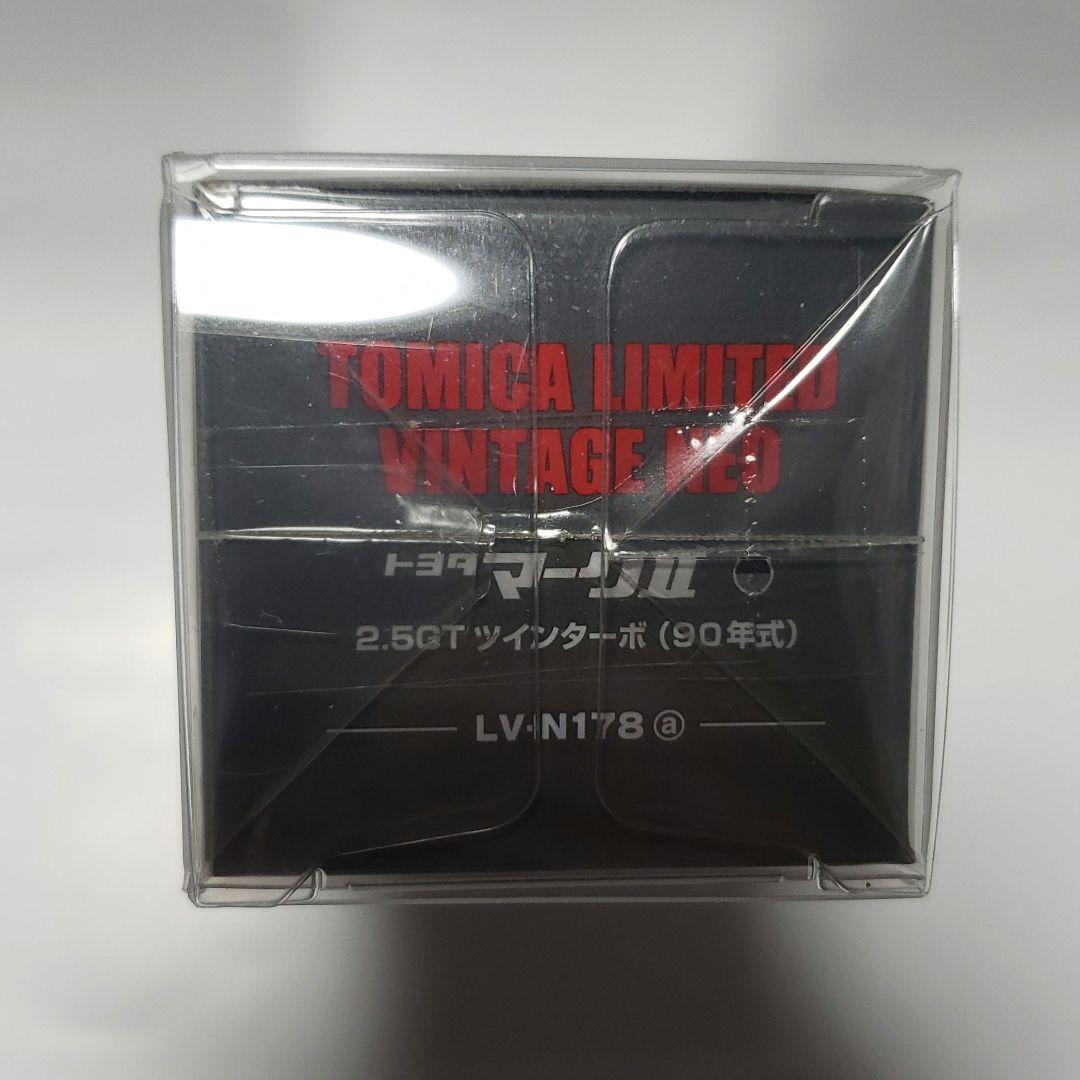 TOMICA LIMITED
VINTAGE NEO
トヨタ マークII
2.5GT ツインターボ (90年式)
LV-N178 ⓐ